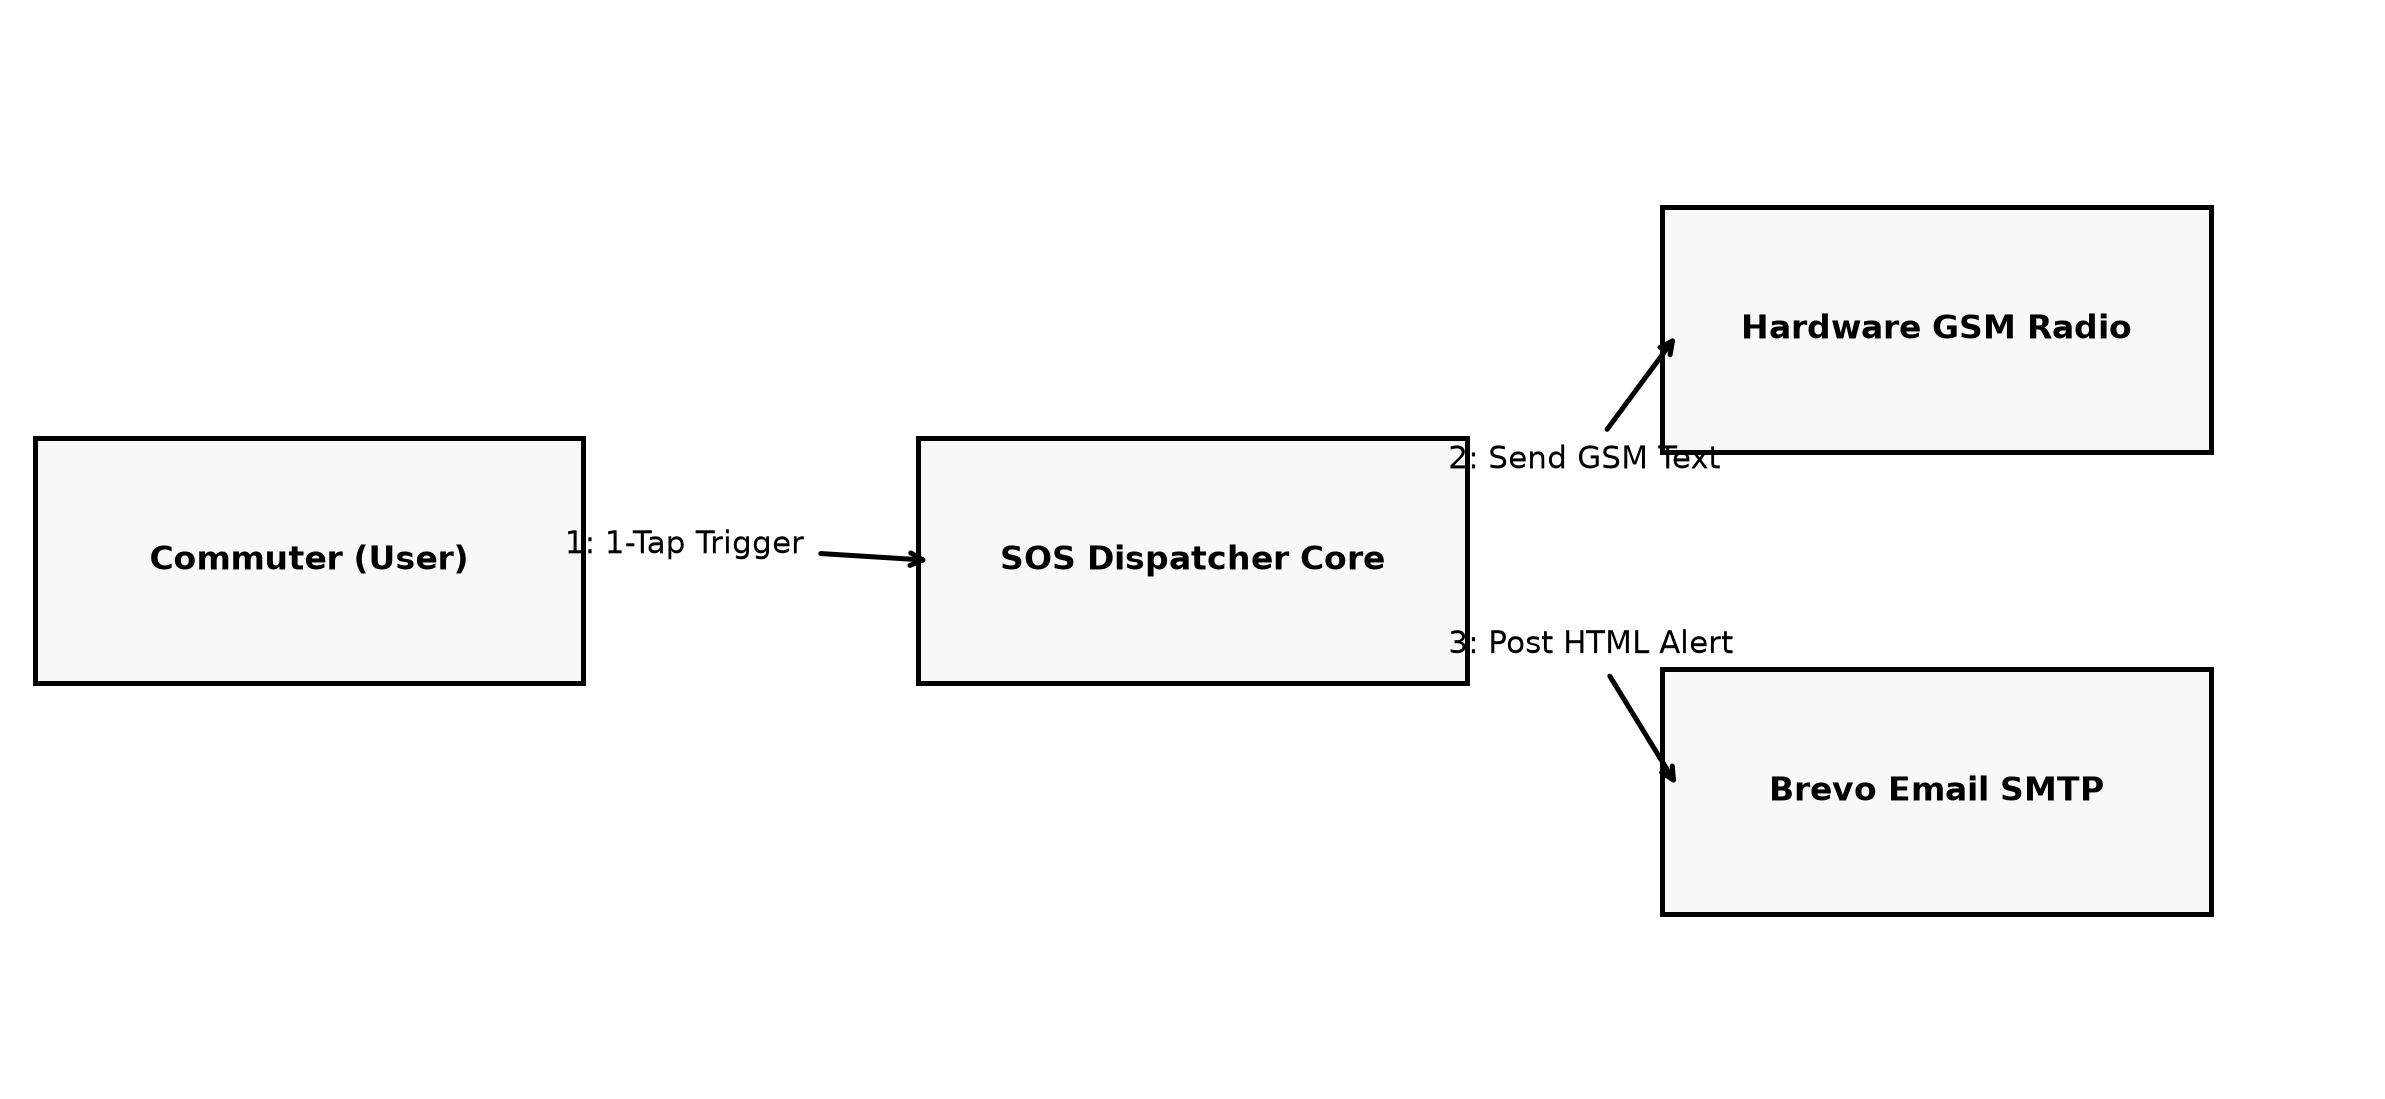 Commuter (User)
1: 1-Tap Trigger
SOS Dispatcher Core
2: Send GSM Text
Hardware GSM Radio
3: Post HTML Alert
Brevo Email SMTP